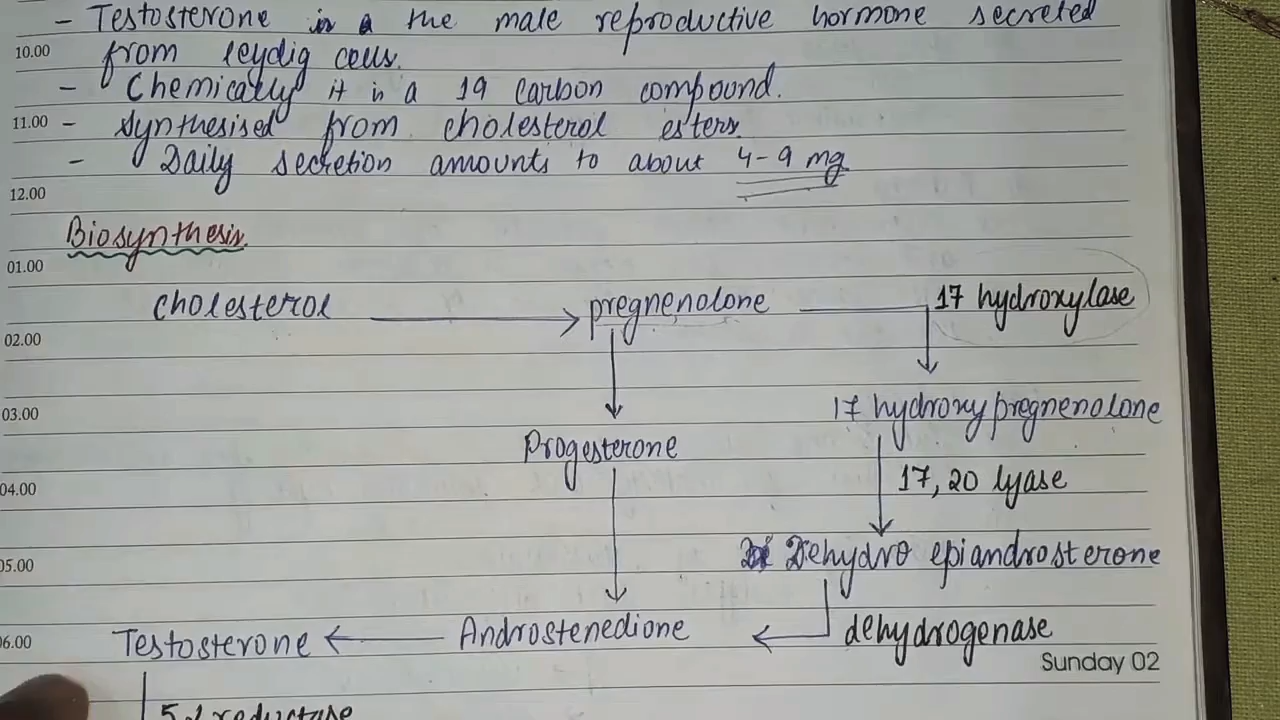 - Testosterone is a the male reproductive hormone secreted
10.00 from leydig cells.
- Chemically it is a 19 carbon compound.
11.00 - synthesised from cholesterol esters.
- Daily secretion amounts to about 4-9 mg
12.00
Biosynthesis.
01.00
cholesterol pregnenolone 17 hydroxylase
02.00
03.00 17 hydroxypregnenolone
Progesterone
04.00 17, 20 lyase
05.00 Dehydro epiandrosterone
06.00 Testosterone Androstenedione dehydrogenase
Sunday 02
5 α reductase